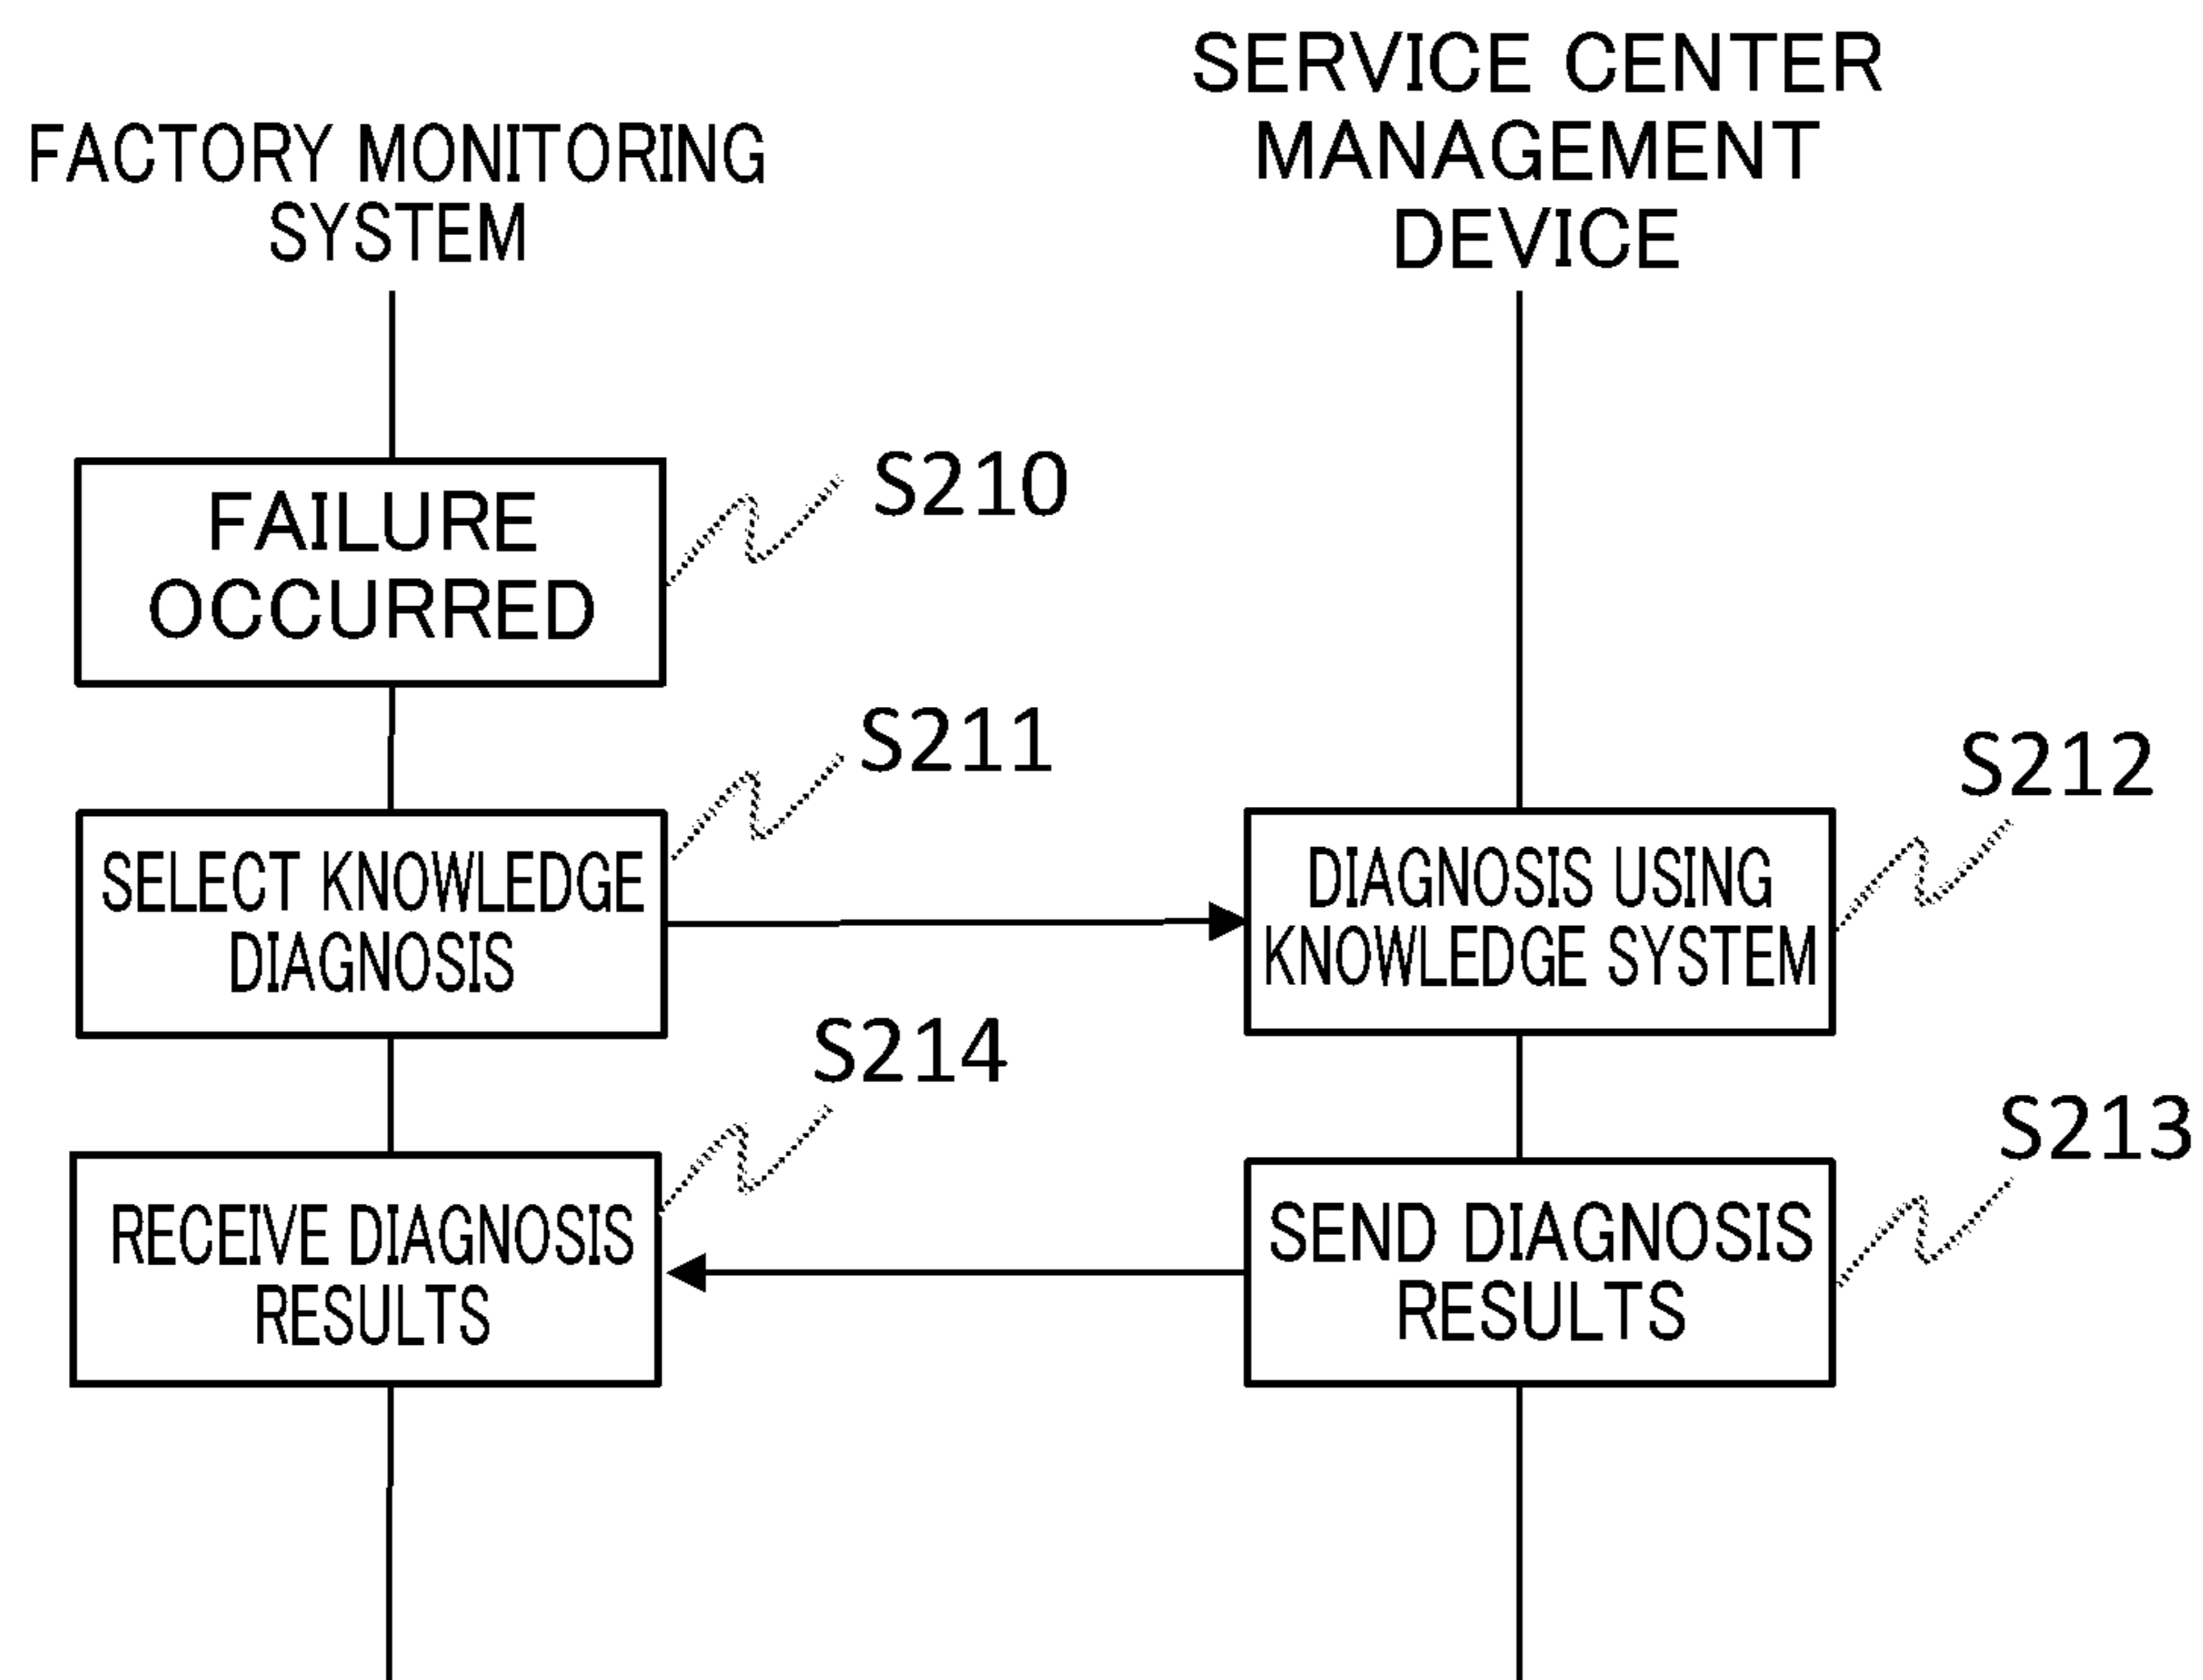 FACTORY MONITORING
SYSTEM
SERVICE CENTER
MANAGEMENT
DEVICE
FAILURE
OCCURRED
S210
SELECT KNOWLEDGE
DIAGNOSIS
S211
DIAGNOSIS USING
KNOWLEDGE SYSTEM
S212
RECEIVE DIAGNOSIS
RESULTS
S214
SEND DIAGNOSIS
RESULTS
S213